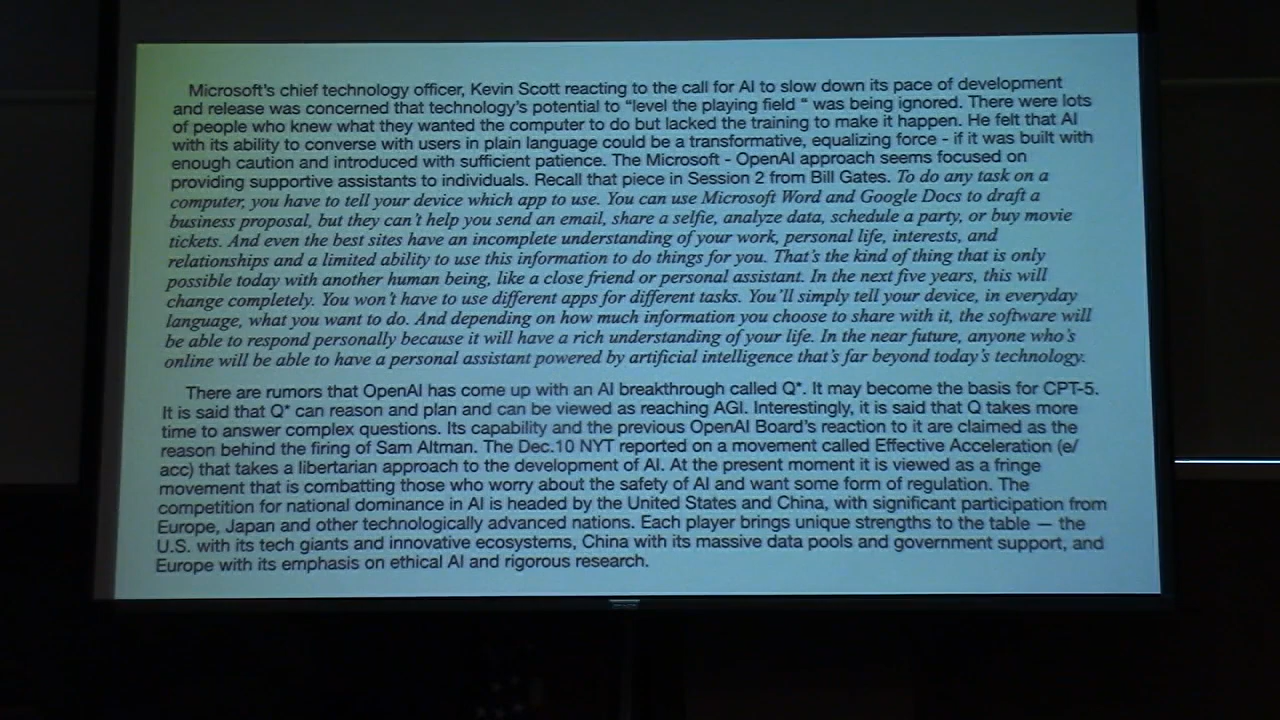 Microsoft's chief technology officer, Kevin Scott reacting to the call for AI to slow down its pace of development
and release was concerned that technology's potential to "level the playing field " was being ignored. There were lots
of people who knew what they wanted the computer to do but lacked the training to make it happen. He felt that AI
with its ability to converse with users in plain language could be a transformative, equalizing force - if it was built with
enough caution and introduced with sufficient patience. The Microsoft - OpenAI approach seems focused on
providing supportive assistants to individuals. Recall that piece in Session 2 from Bill Gates. To do any task on a
computer, you have to tell your device which app to use. You can use Microsoft Word and Google Docs to draft a
business proposal, but they can't help you send an email, share a selfie, analyze data, schedule a party, or buy movie
tickets. And even the best sites have an incomplete understanding of your work, personal life, interests, and
relationships and a limited ability to use this information to do things for you. That's the kind of thing that is only
possible today with another human being, like a close friend or personal assistant. In the next five years, this will
change completely. You won't have to use different apps for different tasks. You'll simply tell your device, in everyday
language, what you want to do. And depending on how much information you choose to share with it, the software will
be able to respond personally because it will have a rich understanding of your life. In the near future, anyone who's
online will be able to have a personal assistant powered by artificial intelligence that's far beyond today's technology.
There are rumors that OpenAI has come up with an AI breakthrough called Q*. It may become the basis for CPT-5.
It is said that Q* can reason and plan and can be viewed as reaching AGI. Interestingly, it is said that Q takes more
time to answer complex questions. Its capability and the previous OpenAI Board's reaction to it are claimed as the
reason behind the firing of Sam Altman. The Dec.10 NYT reported on a movement called Effective Acceleration (e/
acc) that takes a libertarian approach to the development of AI. At the present moment it is viewed as a fringe
movement that is combatting those who worry about the safety of AI and want some form of regulation. The
competition for national dominance in AI is headed by the United States and China, with significant participation from
Europe, Japan and other technologically advanced nations. Each player brings unique strengths to the table — the
U.S. with its tech giants and innovative ecosystems, China with its massive data pools and government support, and
Europe with its emphasis on ethical AI and rigorous research.